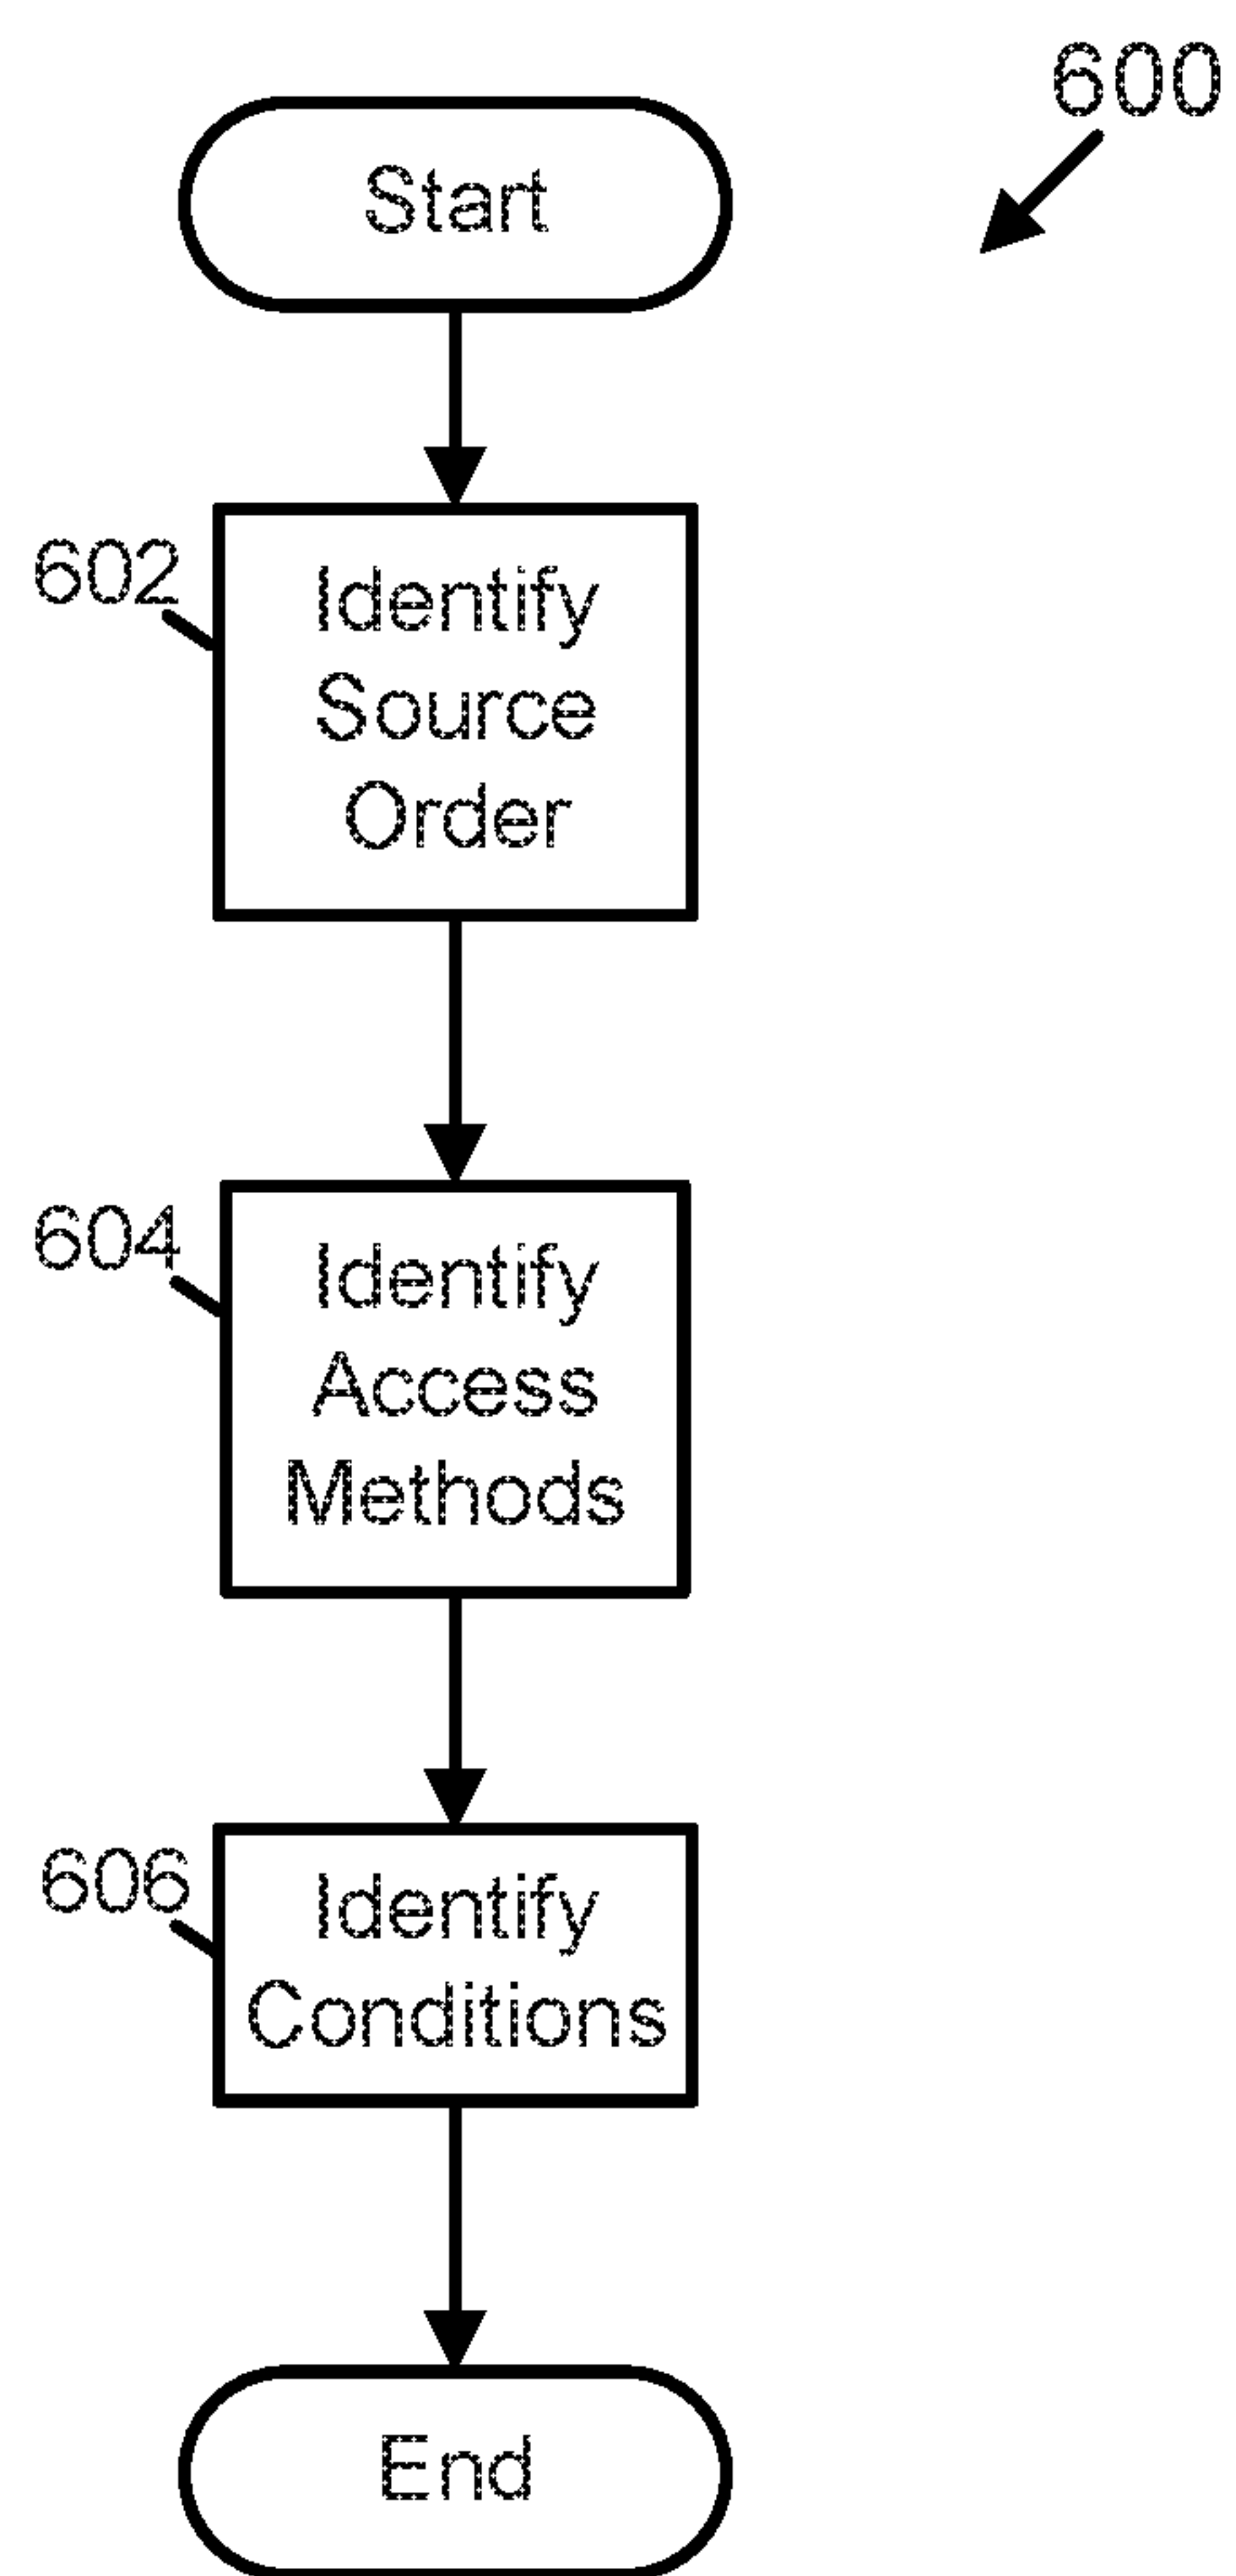 600
Start
602
Identify
Source
Order
604
Identify
Access
Methods
606
Identify
Conditions
End